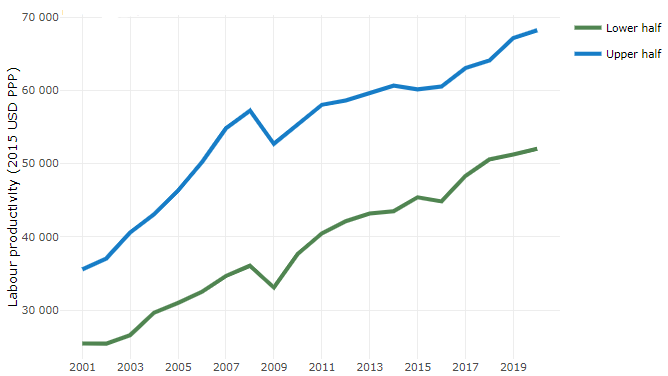 Labour productivity (2015 USD PPP)
70 000
60 000
50 000
40 000
30 000
2001 2003 2005 2007 2009 2011 2013 2015 2017 2019
Lower half
Upper half